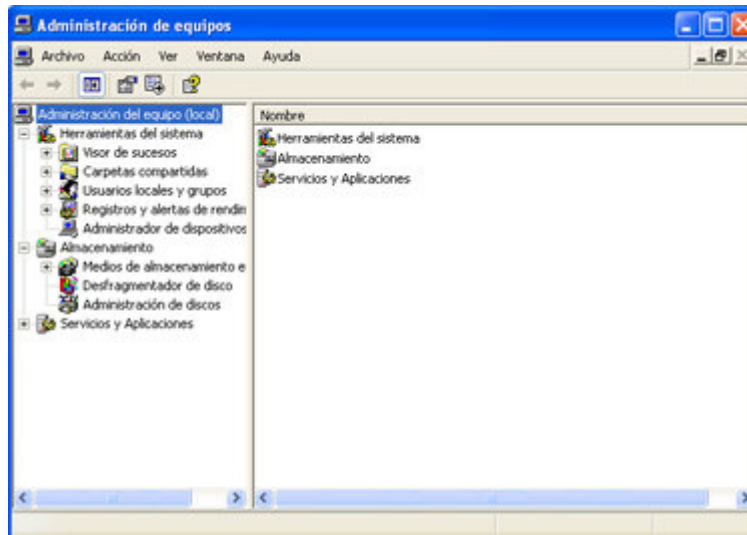 Administración de equipos
Archivo Acción Ver Ventana Ayuda
Administración del equipo (local)
Herramientas del sistema
Visor de sucesos
Carpetas compartidas
Usuarios locales y grupos
Registros y alertas de rendin
Administrador de dispositivos
Almacenamiento
Medios de almacenamiento e
Desfragmentador de disco
Administración de discos
Servicios y Aplicaciones
Nombre
Herramientas del sistema
Almacenamiento
Servicios y Aplicaciones